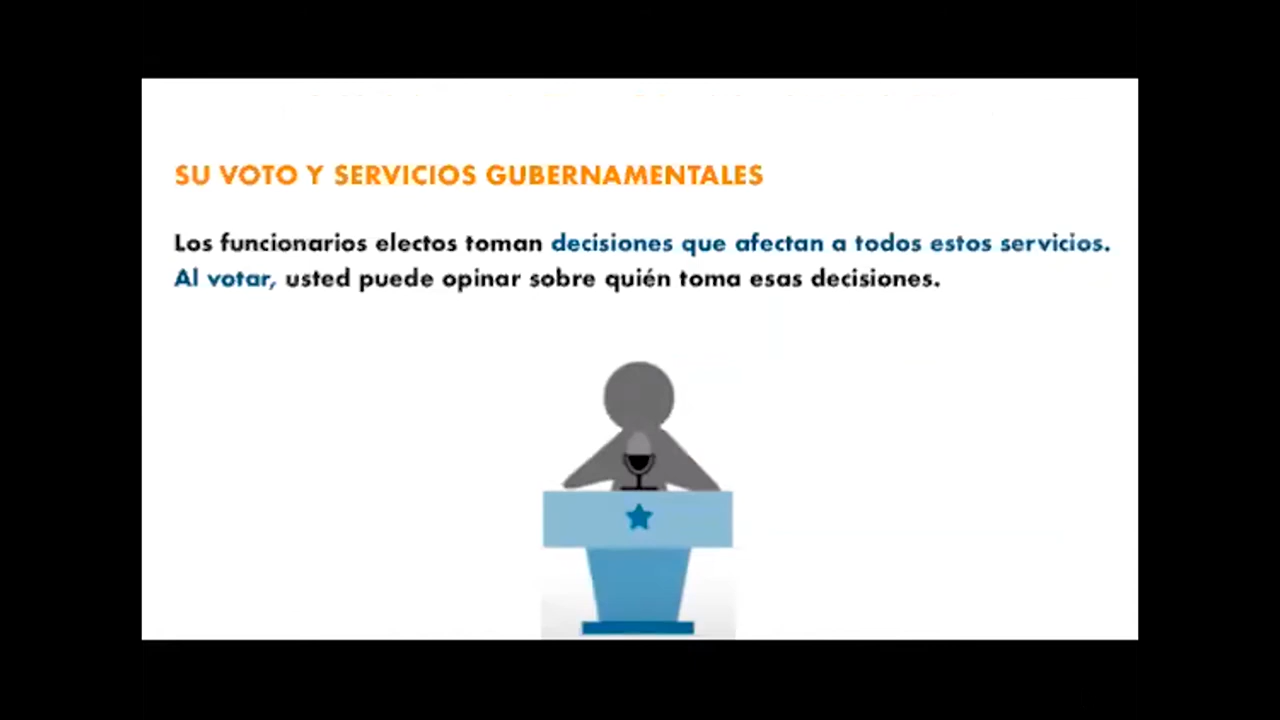 SU VOTO Y SERVICIOS GUBERNAMENTALES
Los funcionarios electos toman decisiones que afectan a todos estos servicios.
Al votar, usted puede opinar sobre quién toma esas decisiones.